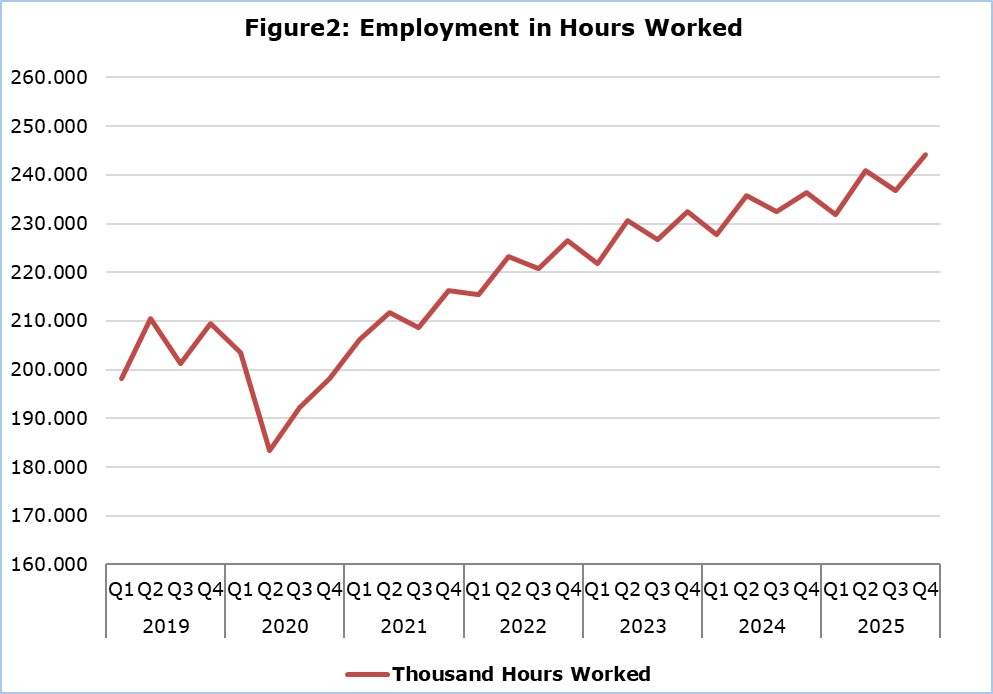 Figure2: Employment in Hours Worked
260.000
250.000
240.000
230.000
220.000
210.000
200.000
190.000
180.000
170.000
160.000
Q1 Q2 Q3 Q4 Q1 Q2 Q3 Q4 Q1 Q2 Q3 Q4 Q1 Q2 Q3 Q4 Q1 Q2 Q3 Q4 Q1 Q2 Q3 Q4 Q1 Q2 Q3 Q4
2019 2020 2021 2022 2023 2024 2025
Thousand Hours Worked